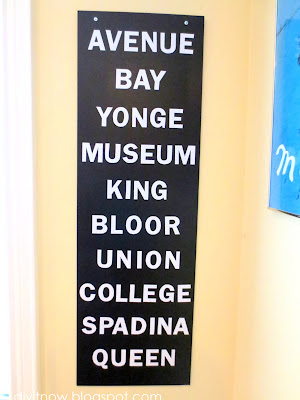 AVENUE
BAY
YONGE
MUSEUM
KING
BLOOR
UNION
COLLEGE
SPADINA
QUEEN